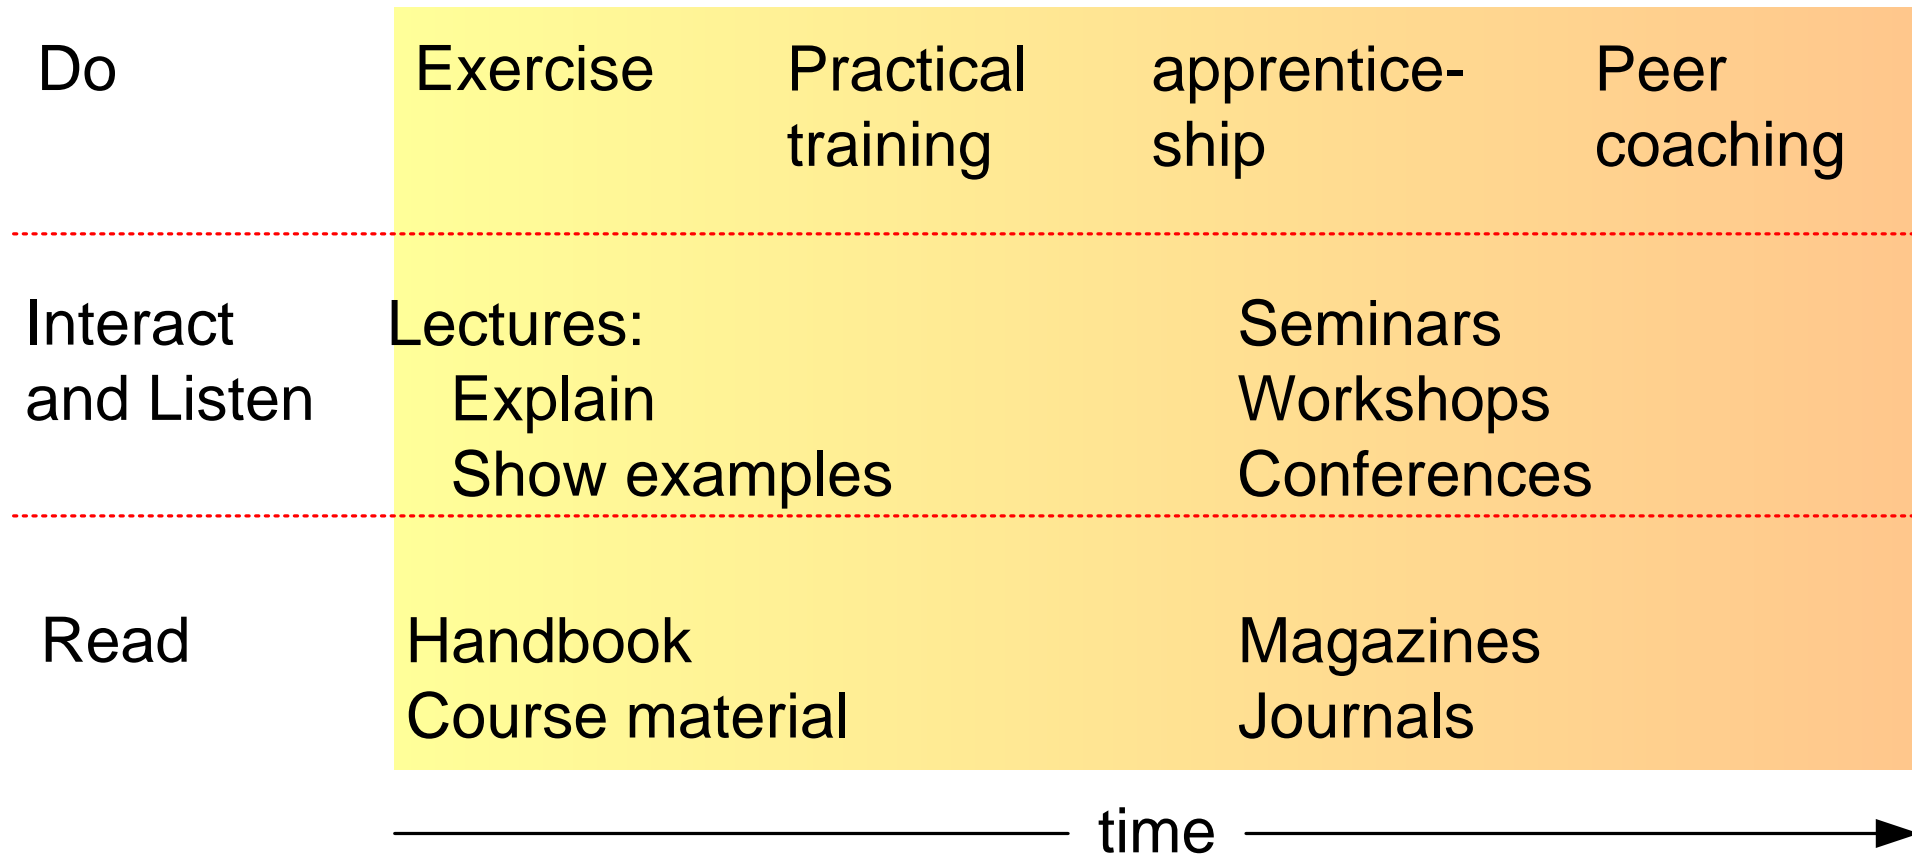 Do
Exercise
Practical
training
apprentice-
ship
Peer
coaching
Interact
and Listen
Lectures:
Explain
Show examples
Seminars
Workshops
Conferences
Read
Handbook
Course material
Magazines
Journals
time